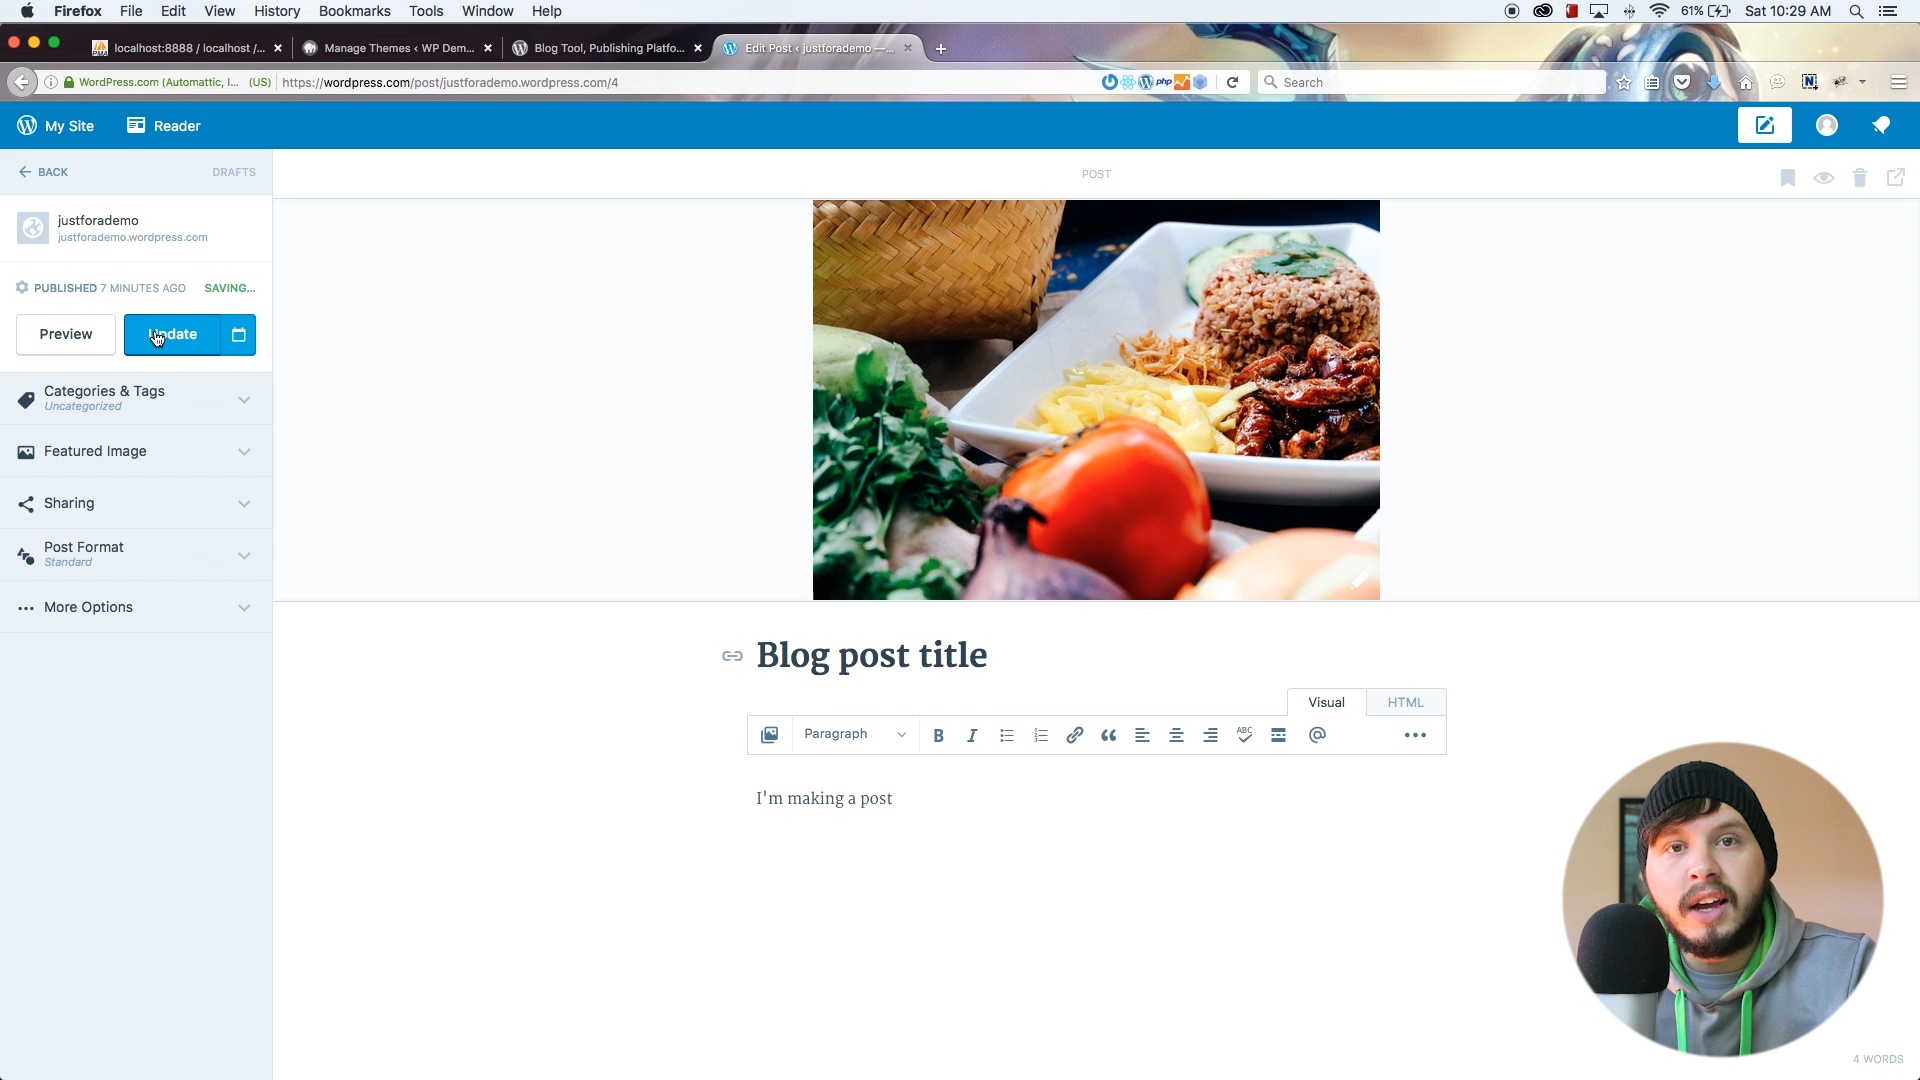 Firefox File Edit View History Bookmarks Tools Window Help 61% Sat 10:29 AM
localhost:8888 / localhost /... Manage Themes ‹ WP Dem... Blog Tool, Publishing Platfo... Edit Post ‹ justforademo —...
WordPress.com (Automattic, I... (US) https://wordpress.com/post/justforademo.wordpress.com/4 php Search
My Site Reader
BACK DRAFTS
POST
justforademo
justforademo.wordpress.com
PUBLISHED 7 MINUTES AGO SAVING...
Preview Update
Categories & Tags
Uncategorized
Featured Image
Sharing
Post Format
Standard
More Options
Blog post title
Visual HTML
Paragraph B I ABC
I'm making a post
4 WORDS